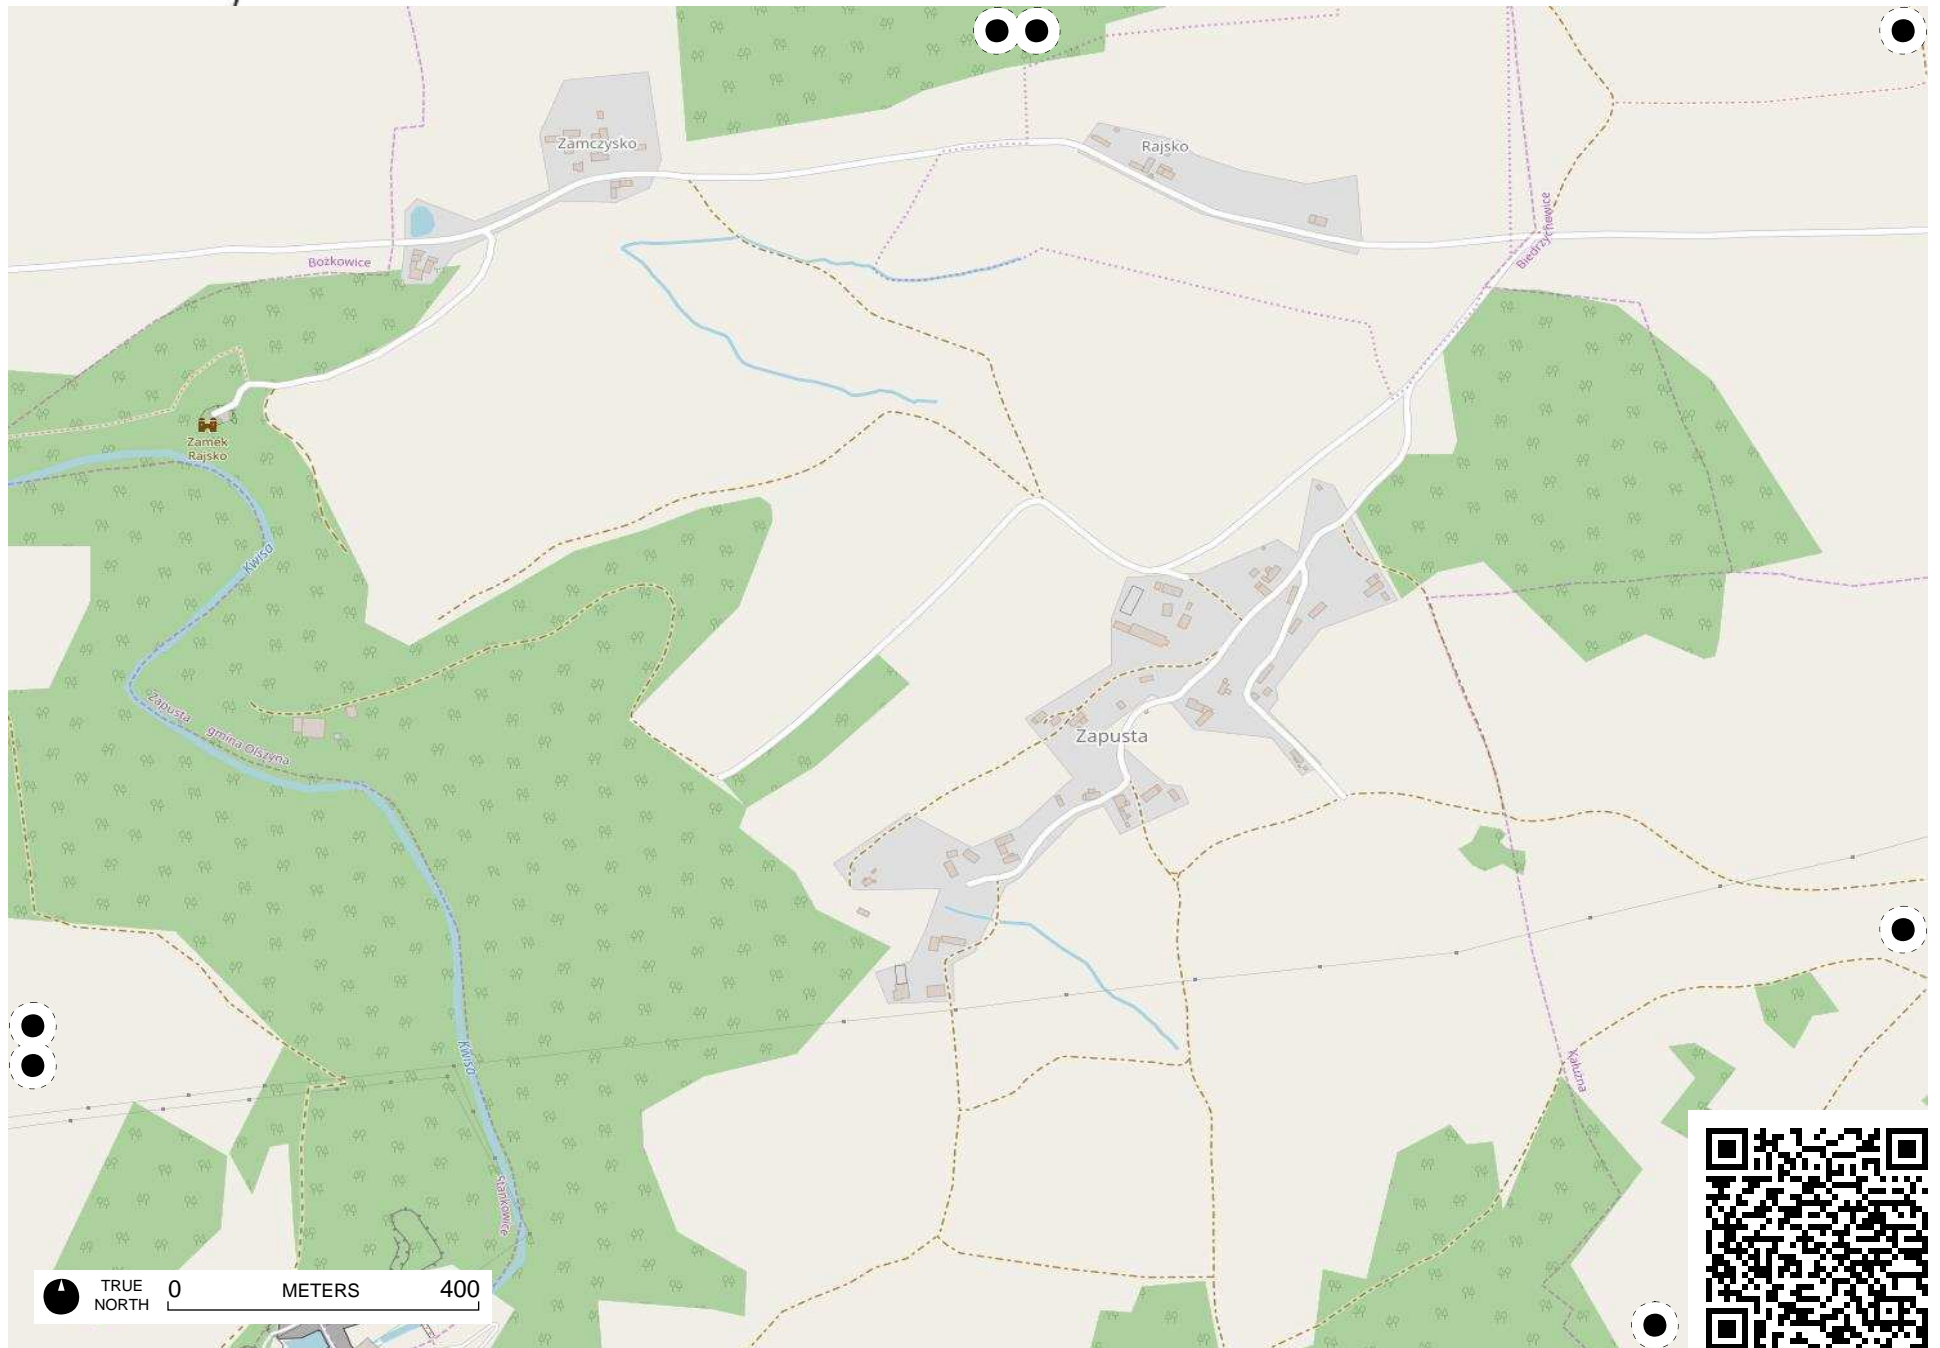 Zamczysko
Rajsko
Biedrzychowice
Bożkowice
Zamek
Rajsko
Kwisa
Zapusta
gmina Olszyna
Zapusta
Kwisa
Kałużna
Stankowice
TRUE
NORTH
0 METERS 400